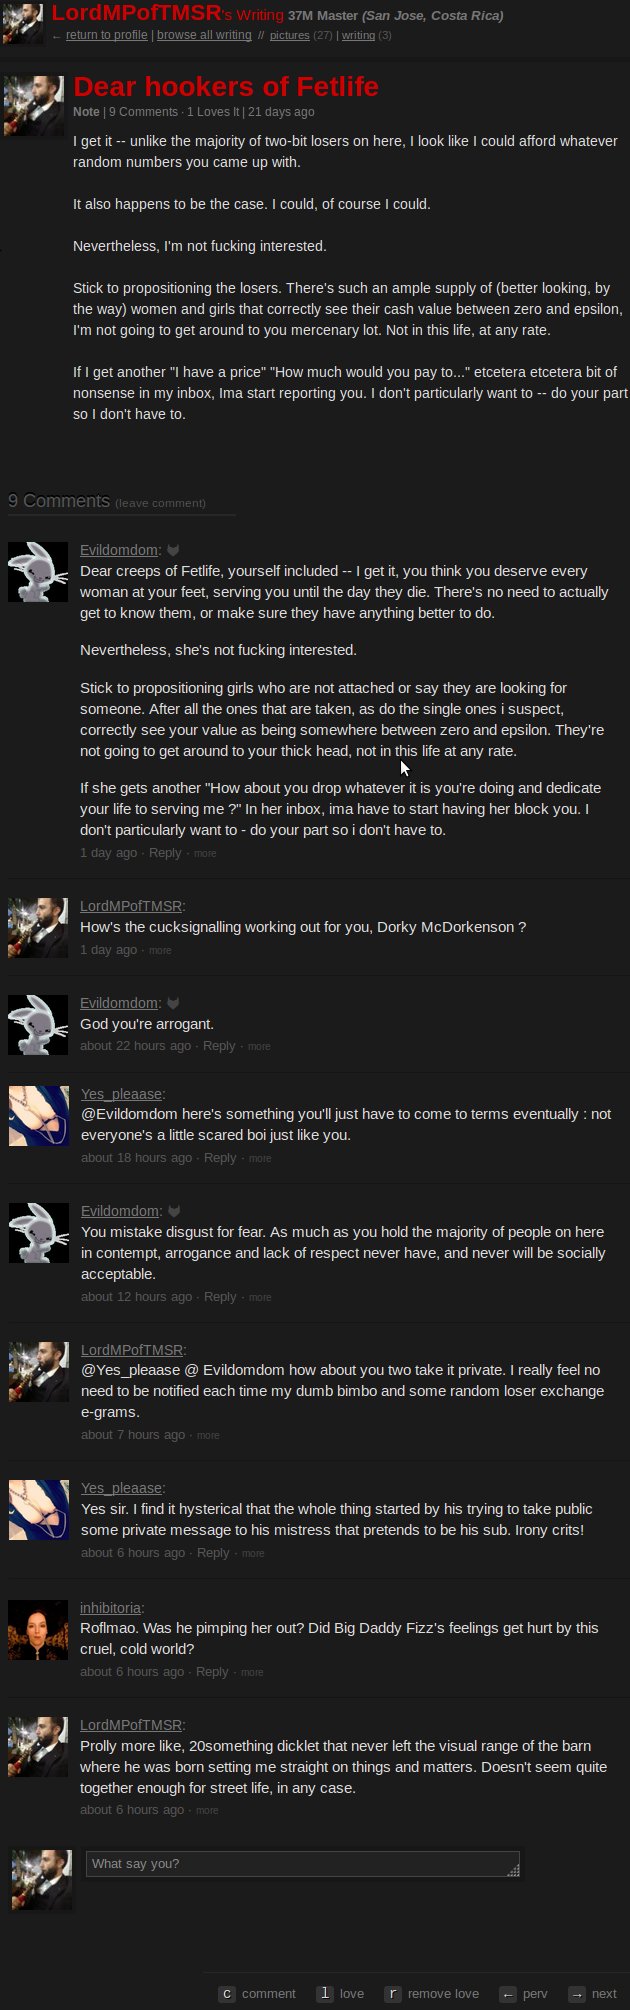 LordMPofTMSR's Writing 37M Master (San Jose, Costa Rica)
← return to profile | browse all writing // pictures (27) | writing (3)
Dear hookers of Fetlife
Note | 9 Comments · 1 Loves It | 21 days ago
I get it -- unlike the majority of two-bit losers on here, I look like I could afford whatever
random numbers you came up with.
It also happens to be the case. I could, of course I could.
Nevertheless, I'm not fucking interested.
Stick to propositioning the losers. There's such an ample supply of (better looking, by
the way) women and girls that correctly see their cash value between zero and epsilon,
I'm not going to get around to you mercenary lot. Not in this life, at any rate.
If I get another "I have a price" "How much would you pay to..." etcetera etcetera bit of
nonsense in my inbox, Ima start reporting you. I don't particularly want to -- do your part
so I don't have to.
9 Comments (leave comment)
Evildomdom:
Dear creeps of Fetlife, yourself included -- I get it, you think you deserve every
woman at your feet, serving you until the day they die. There's no need to actually
get to know them, or make sure they have anything better to do.
Nevertheless, she's not fucking interested.
Stick to propositioning girls who are not attached or say they are looking for
someone. After all the ones that are taken, as do the single ones i suspect,
correctly see your value as being somewhere between zero and epsilon. They're
not going to get around to your thick head, not in this life at any rate.
If she gets another "How about you drop whatever it is you're doing and dedicate
your life to serving me ?" In her inbox, ima have to start having her block you. I
don't particularly want to - do your part so i don't have to.
1 day ago · Reply · more
LordMPofTMSR:
How's the cucksignalling working out for you, Dorky McDorkenson ?
1 day ago · more
Evildomdom:
God you're arrogant.
about 22 hours ago · Reply · more
Yes_pleaase:
@Evildomdom here's something you'll just have to come to terms eventually : not
everyone's a little scared boi just like you.
about 18 hours ago · Reply · more
Evildomdom:
You mistake disgust for fear. As much as you hold the majority of people on here
in contempt, arrogance and lack of respect never have, and never will be socially
acceptable.
about 12 hours ago · Reply · more
LordMPofTMSR:
@Yes_pleaase @ Evildomdom how about you two take it private. I really feel no
need to be notified each time my dumb bimbo and some random loser exchange
e-grams.
about 7 hours ago · more
Yes_pleaase:
Yes sir. I find it hysterical that the whole thing started by his trying to take public
some private message to his mistress that pretends to be his sub. Irony crits!
about 6 hours ago · Reply · more
inhibitoria:
Roflmao. Was he pimping her out? Did Big Daddy Fizz's feelings get hurt by this
cruel, cold world?
about 6 hours ago · Reply · more
LordMPofTMSR:
Prolly more like, 20something dicklet that never left the visual range of the barn
where he was born setting me straight on things and matters. Doesn't seem quite
together enough for street life, in any case.
about 6 hours ago · more
What say you?
c comment l love r remove love ← perv → next